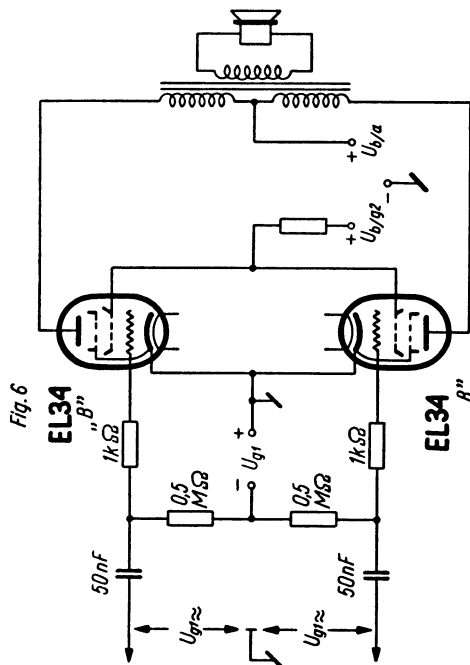 Fig. 6
EL34
„B”
1kΩ
50nF
0,5
MΩ
Ug1≈
− Ug1 +
Ug1≈
0,5
MΩ
50nF
1kΩ
EL34
B”
+ Ub/g2
−
+ Ub/a